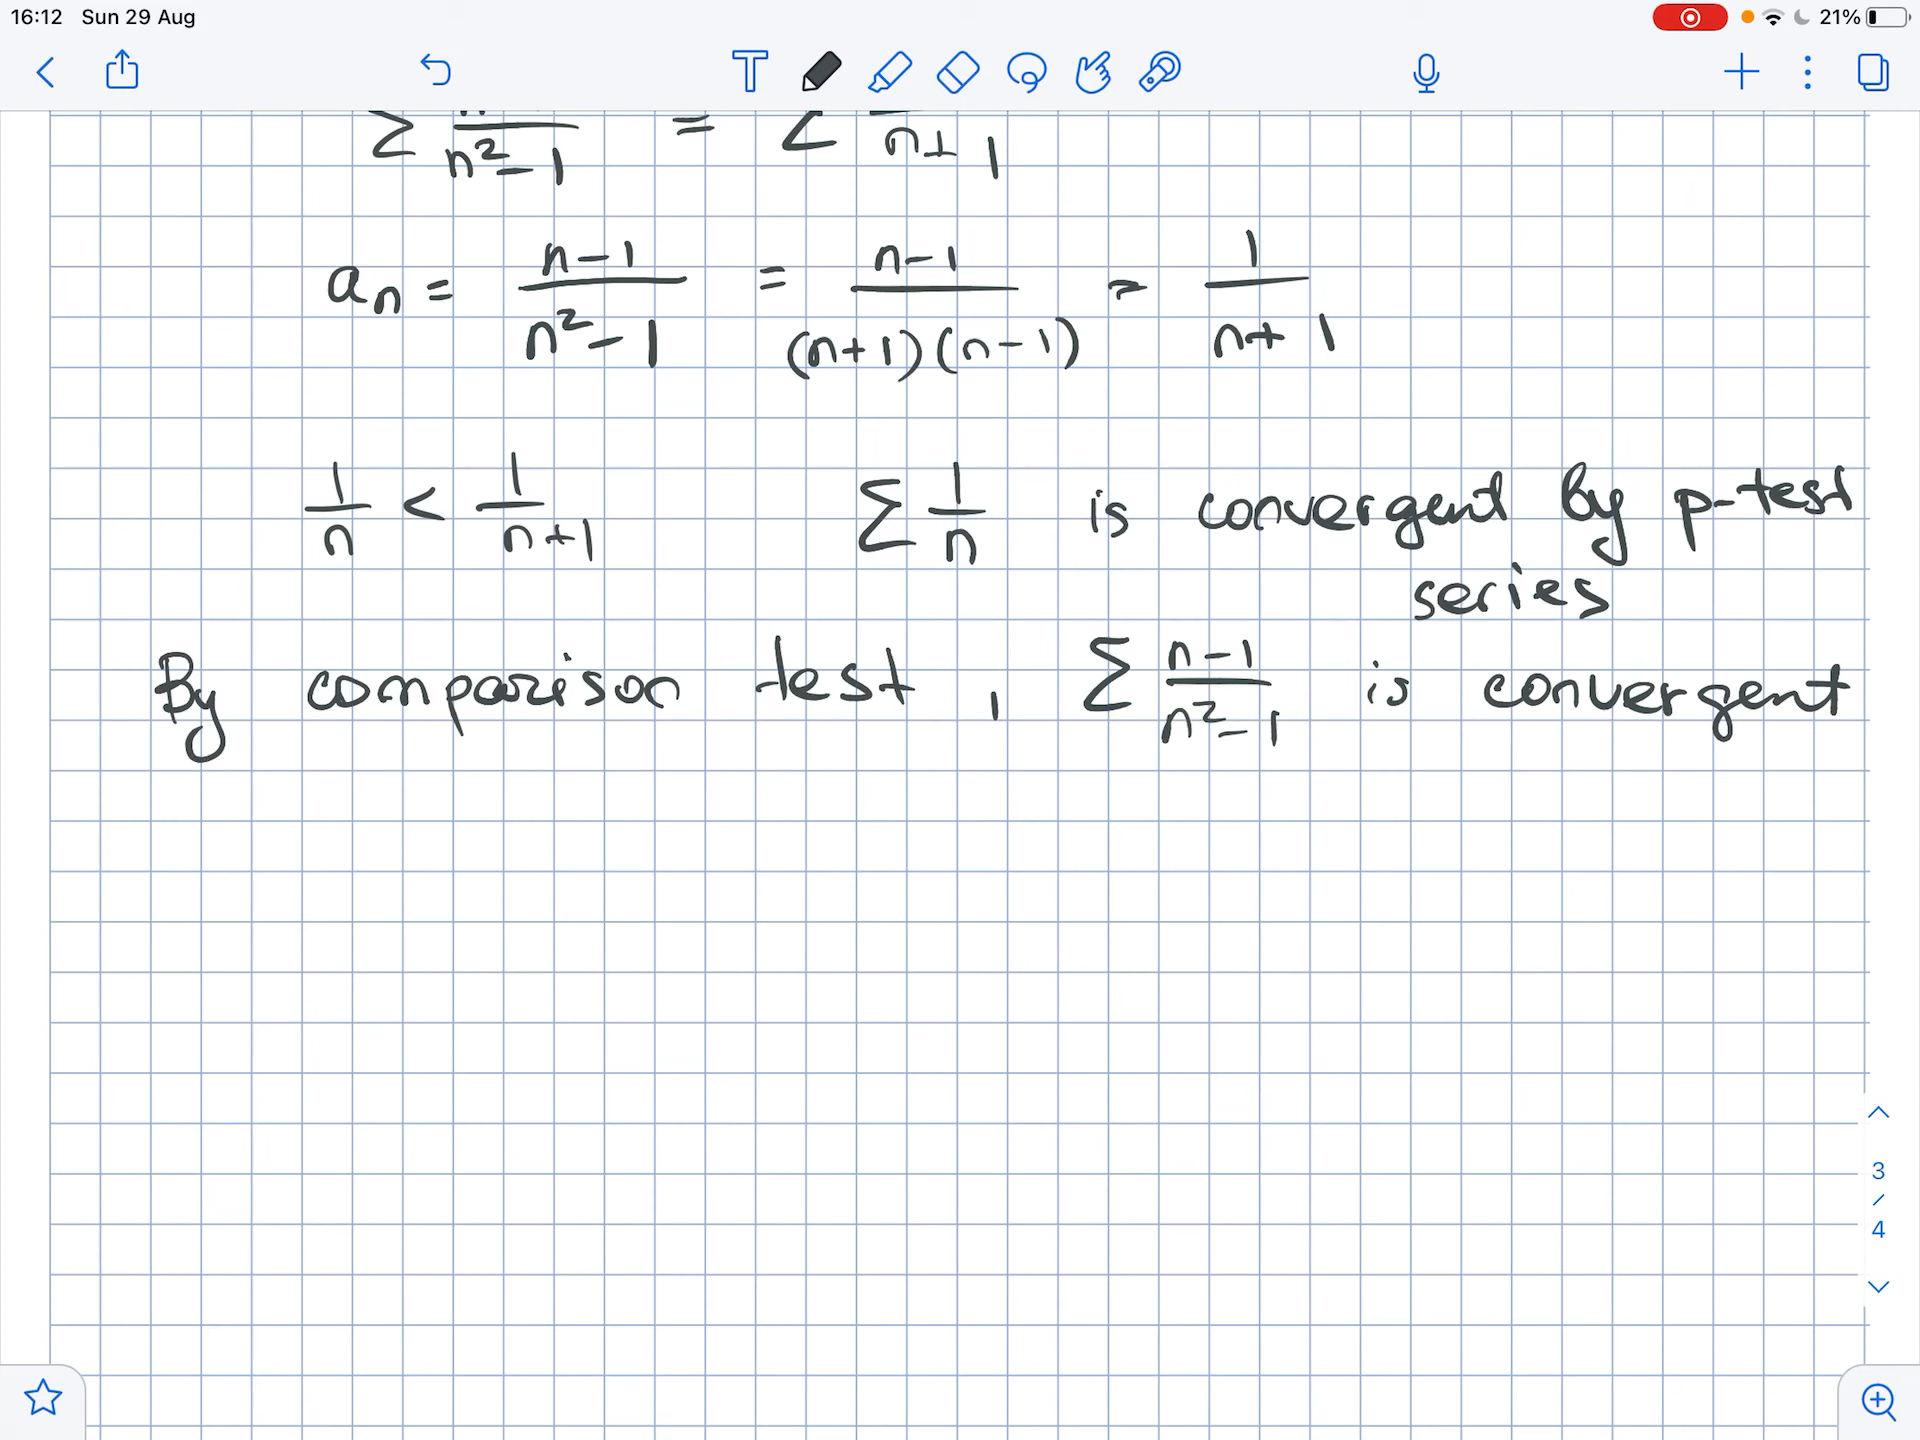 16:12 Sun 29 Aug 21%
T
∑ n²-1 = ∑ n+1
an = n-1 / n²-1 = n-1 / (n+1)(n-1) = 1 / n+1
1/n < 1/n+1 ∑ 1/n is convergent by p-test
series
By comparison test, ∑ n-1 / n²-1 is convergent
3
/
4